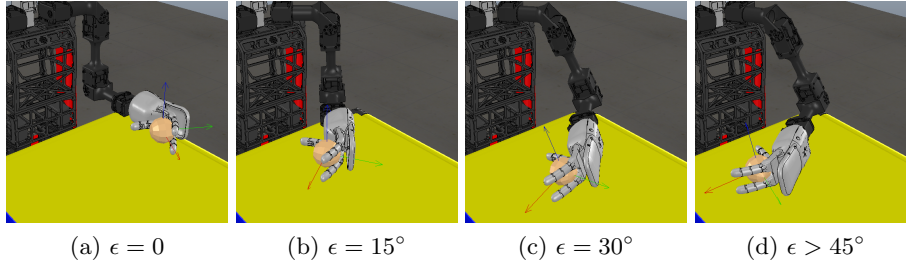 (a) ϵ = 0
(b) ϵ = 15°
(c) ϵ = 30°
(d) ϵ > 45°